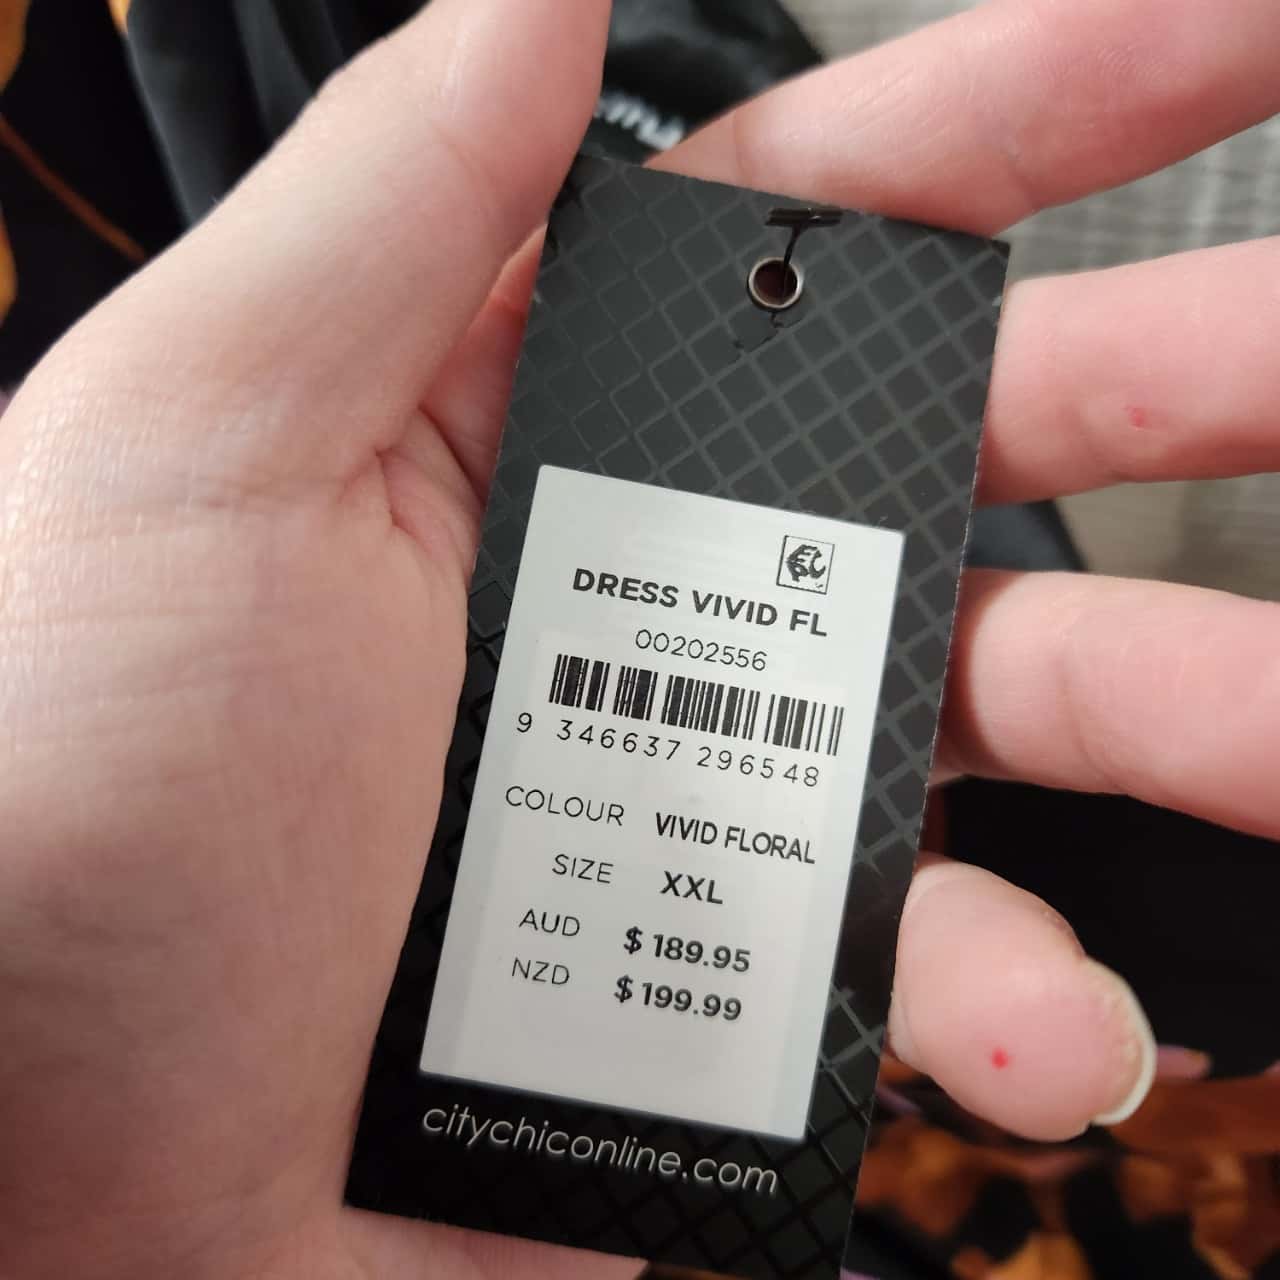 DRESS VIVID FL
00202556
9 346637 296548
COLOUR VIVID FLORAL
SIZE XXL
AUD $ 189.95
NZD $ 199.99
citychiconline.com